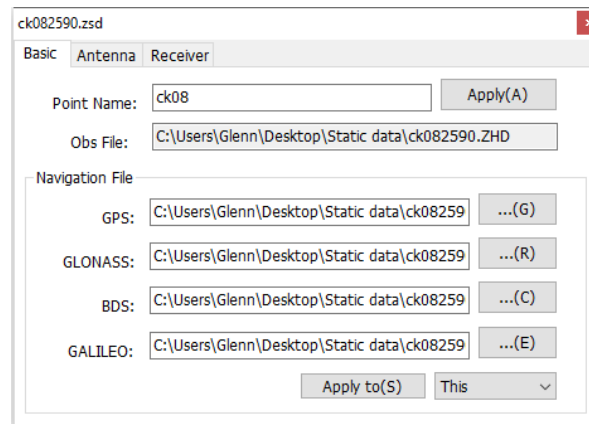 ck082590.zsd
Basic Antenna Receiver
Point Name: ck08 Apply(A)
Obs File: C:\Users\Glenn\Desktop\Static data\ck082590.ZHD
Navigation File
GPS: C:\Users\Glenn\Desktop\Static data\ck08259 ...(G)
GLONASS: C:\Users\Glenn\Desktop\Static data\ck08259 ...(R)
BDS: C:\Users\Glenn\Desktop\Static data\ck08259 ...(C)
GALILEO: C:\Users\Glenn\Desktop\Static data\ck08259 ...(E)
Apply to(S) This